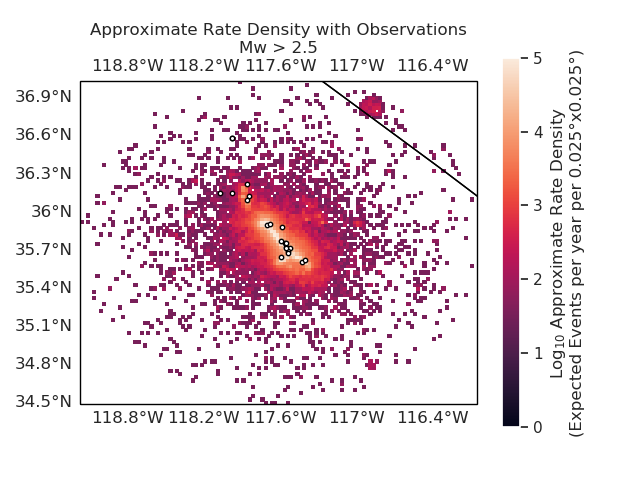 Approximate Rate Density with Observations
Mw > 2.5
118.8°W 118.2°W 117.6°W 117°W 116.4°W
36.9°N
36.6°N
36.3°N
36°N
35.7°N
35.4°N
35.1°N
34.8°N
34.5°N
118.8°W 118.2°W 117.6°W 117°W 116.4°W
5
4
3
2
1
0
Log₁₀ Approximate Rate Density
(Expected Events per year per 0.025°x0.025°)